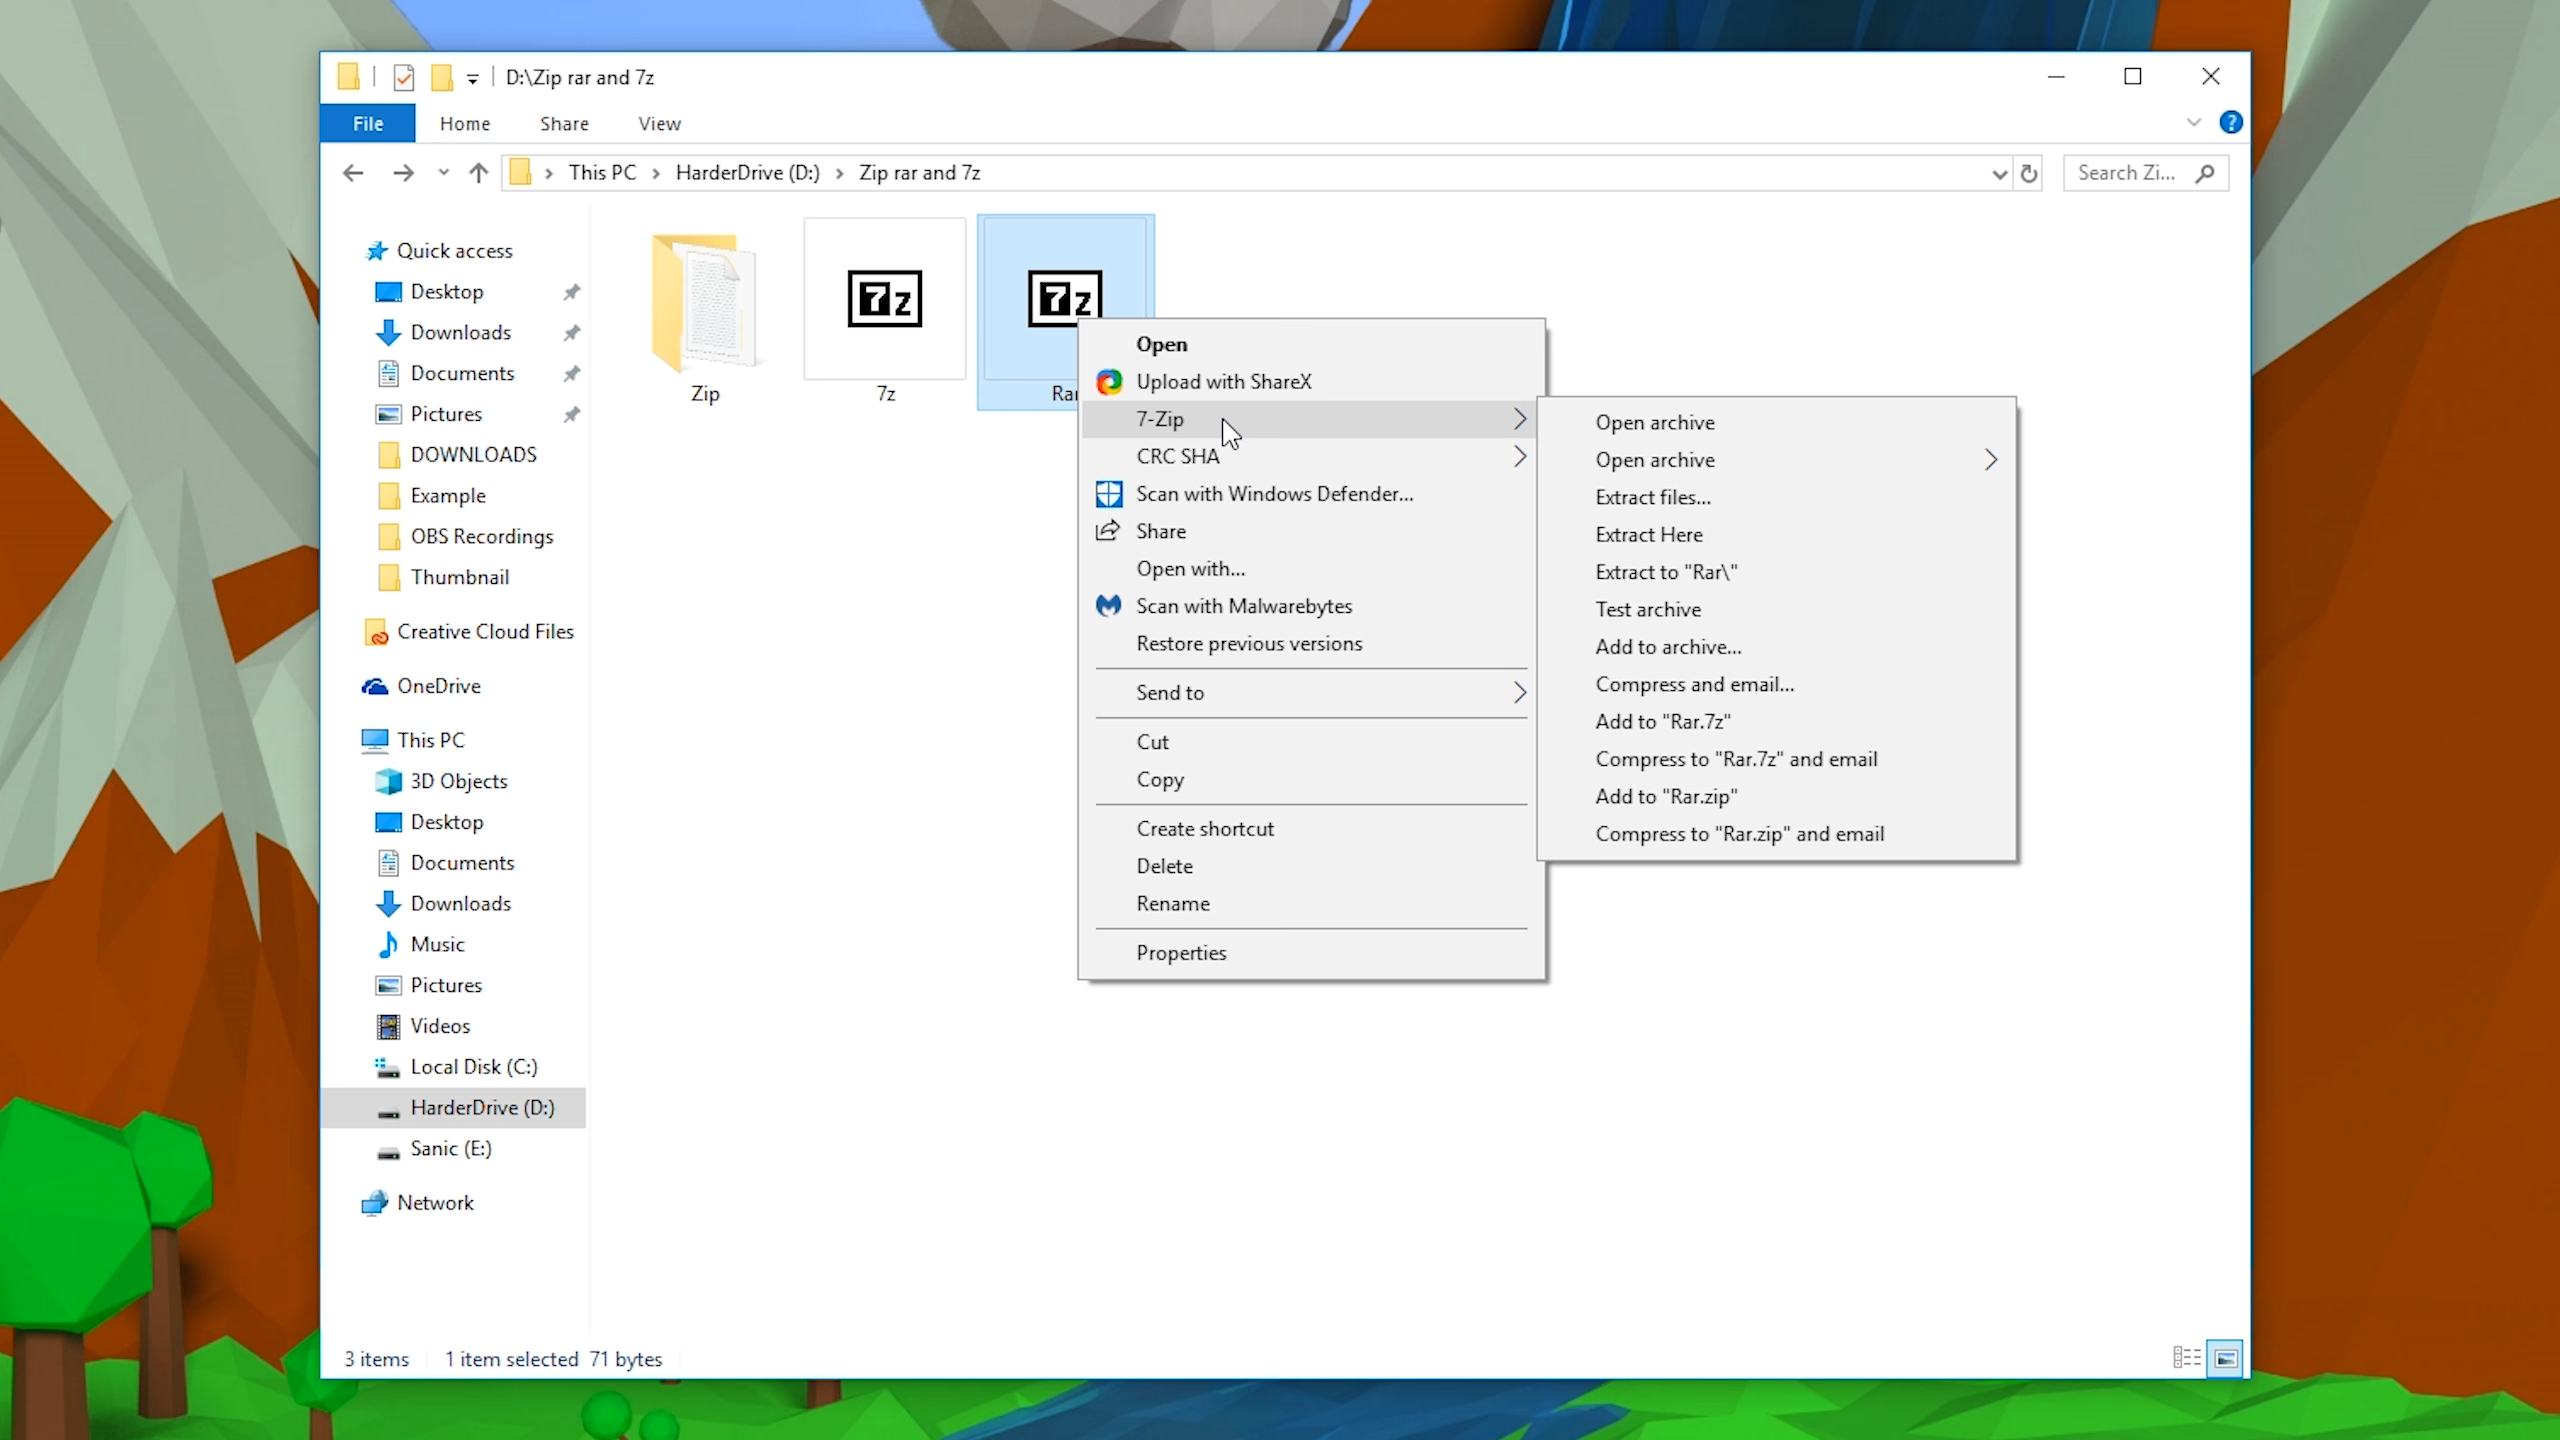 D:\Zip rar and 7z
File Home Share View
This PC HarderDrive (D:) Zip rar and 7z
Search Zi...
Quick access
Desktop
Downloads
Documents
Pictures
DOWNLOADS
Example
OBS Recordings
Thumbnail
Creative Cloud Files
OneDrive
This PC
3D Objects
Desktop
Documents
Downloads
Music
Pictures
Videos
Local Disk (C:)
HarderDrive (D:)
Sanic (E:)
Network
7z
7z
Zip 7z Rar
Open
Upload with ShareX
7-Zip
CRC SHA
Scan with Windows Defender...
Share
Open with...
Scan with Malwarebytes
Restore previous versions
Send to
Cut
Copy
Create shortcut
Delete
Rename
Properties
Open archive
Open archive
Extract files...
Extract Here
Extract to "Rar\"
Test archive
Add to archive...
Compress and email...
Add to "Rar.7z"
Compress to "Rar.7z" and email
Add to "Rar.zip"
Compress to "Rar.zip" and email
3 items 1 item selected 71 bytes